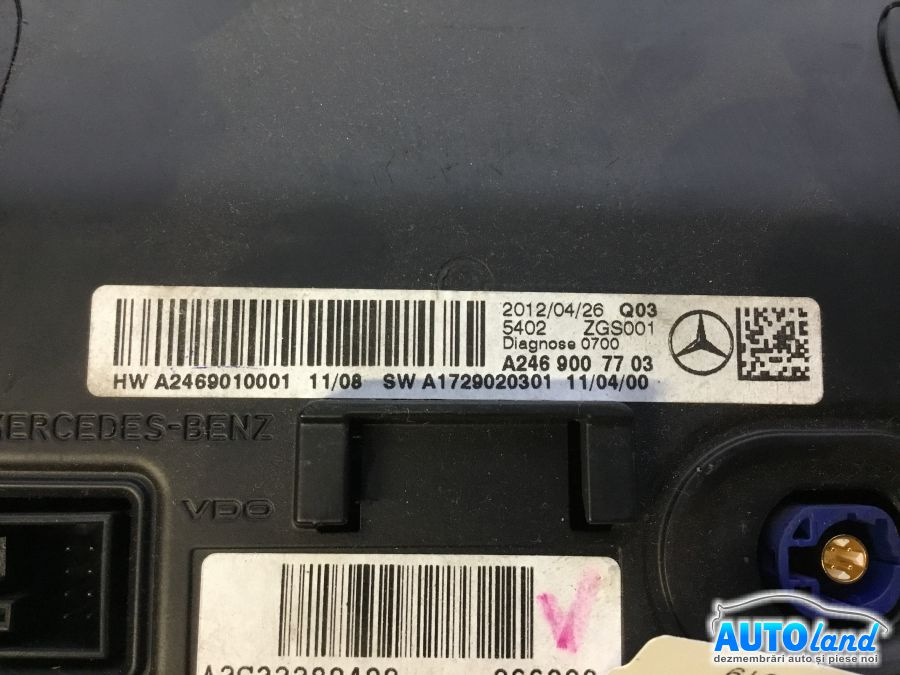 2012/04/26 Q03
5402 ZGS001
Diagnose 0700
A246 900 77 03
HW A2469010001 11/08 SW A1729020301 11/04/00
MERCEDES-BENZ
VDO
AUTOland
dezmembrări auto și piese noi